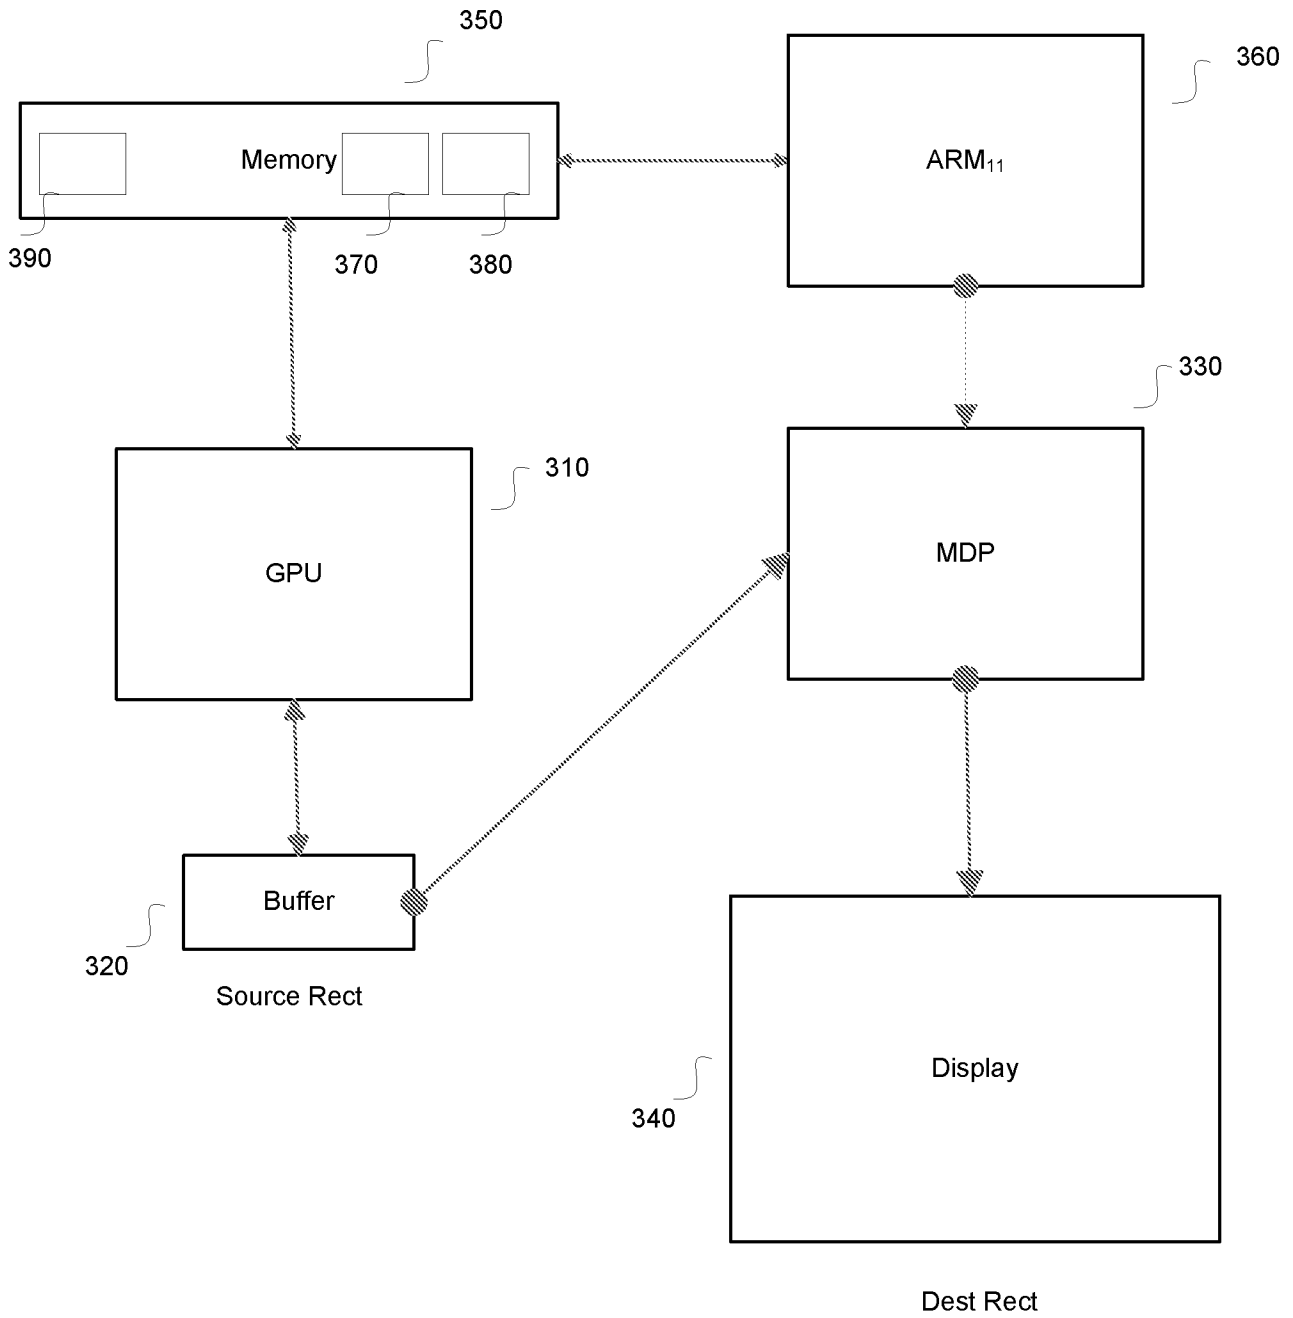 350
360
Memory
ARM₁₁
390
370
380
330
310
MDP
GPU
Buffer
320
Source Rect
Display
340
Dest Rect